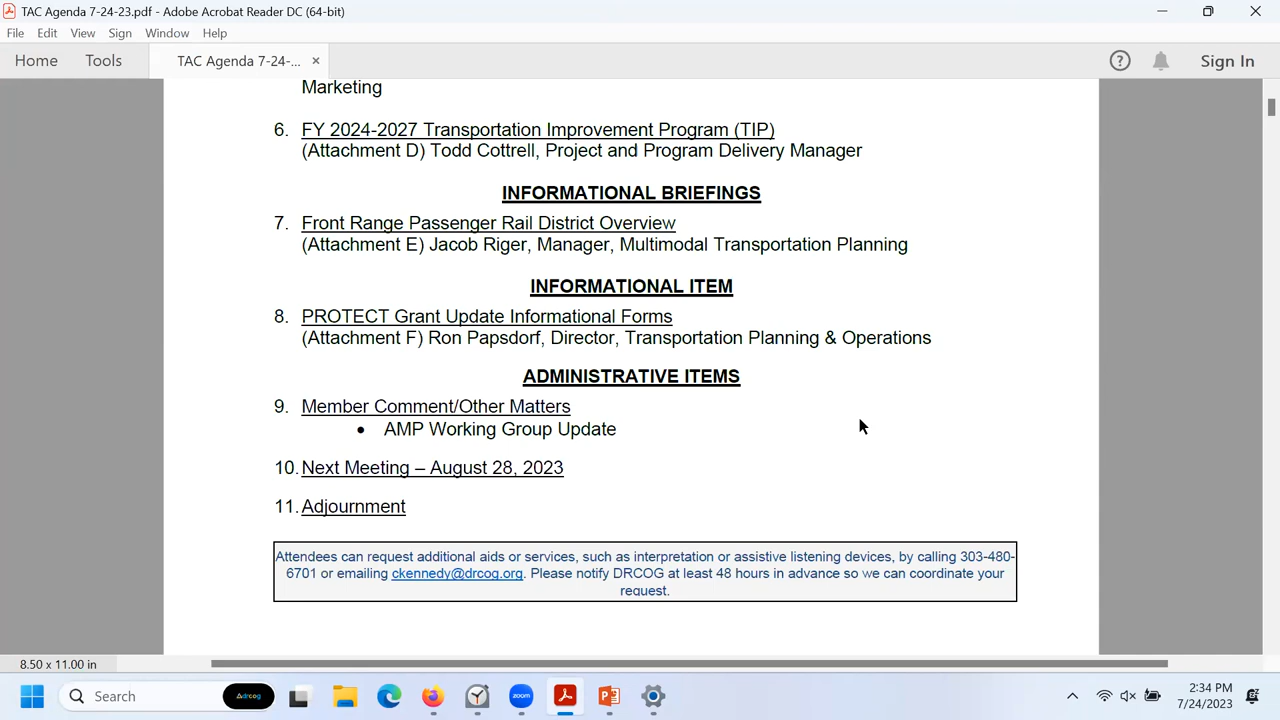 TAC Agenda 7-24-23.pdf - Adobe Acrobat Reader DC (64-bit)
File Edit View Sign Window Help
Home Tools TAC Agenda 7-24-... × ? Sign In
Marketing
6. FY 2024-2027 Transportation Improvement Program (TIP)
(Attachment D) Todd Cottrell, Project and Program Delivery Manager
INFORMATIONAL BRIEFINGS
7. Front Range Passenger Rail District Overview
(Attachment E) Jacob Riger, Manager, Multimodal Transportation Planning
INFORMATIONAL ITEM
8. PROTECT Grant Update Informational Forms
(Attachment F) Ron Papsdorf, Director, Transportation Planning & Operations
ADMINISTRATIVE ITEMS
9. Member Comment/Other Matters
• AMP Working Group Update
10. Next Meeting – August 28, 2023
11. Adjournment
Attendees can request additional aids or services, such as interpretation or assistive listening devices, by calling 303-480-
6701 or emailing ckennedy@drcog.org. Please notify DRCOG at least 48 hours in advance so we can coordinate your
request.
8.50 x 11.00 in
Search drcog zoom 2:34 PM
7/24/2023